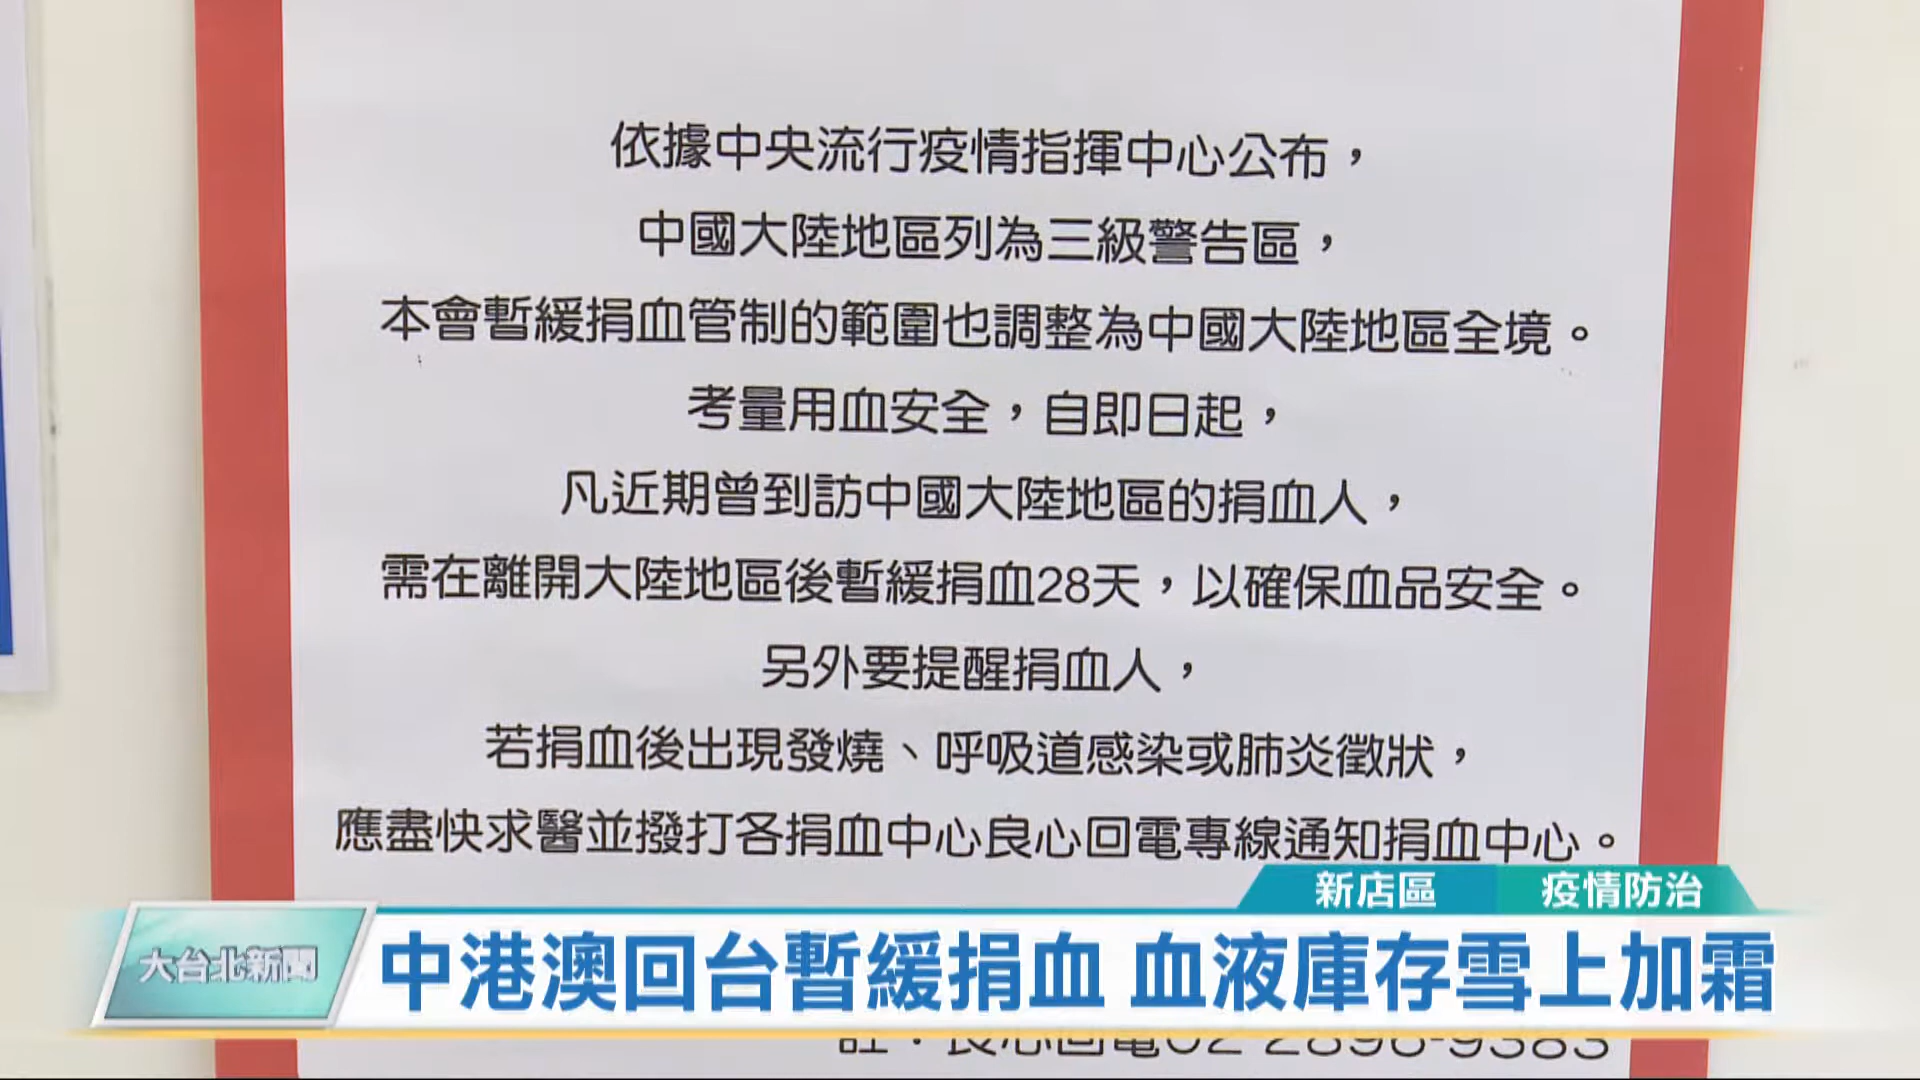 依據中央流行疫情指揮中心公布，
中國大陸地區列為三級警告區，
本會暫緩捐血管制的範圍也調整為中國大陸地區全境。
考量用血安全，自即日起，
凡近期曾到訪中國大陸地區的捐血人，
需在離開大陸地區後暫緩捐血28天，以確保血品安全。
另外要提醒捐血人，
若捐血後出現發燒、呼吸道感染或肺炎徵狀，
應盡快求醫並撥打各捐血中心良心回電專線通知捐血中心。
新店區 疫情防治
大台北新聞
中港澳回台暫緩捐血 血液庫存雪上加霜
註：良心回電02-2896-9383